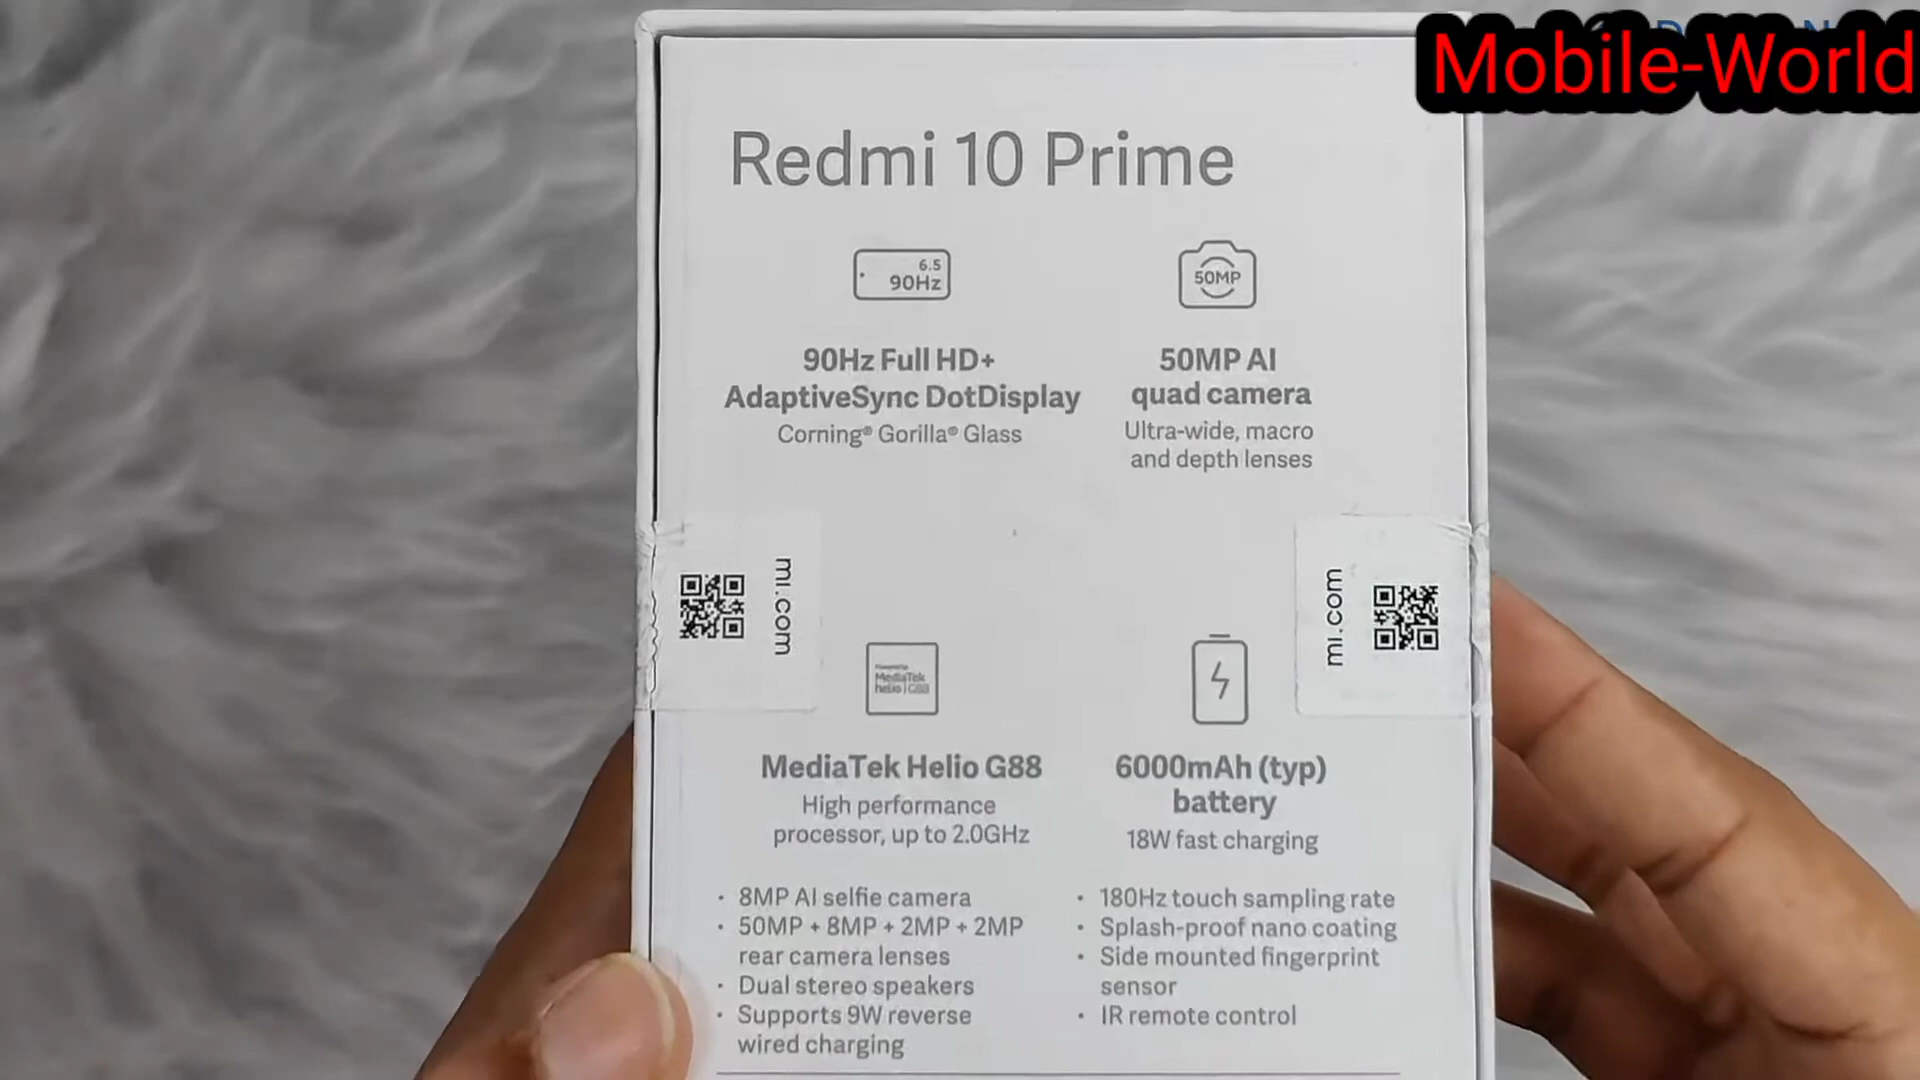 Mobile-World
Redmi 10 Prime
6.5
90Hz
50MP
90Hz Full HD+
AdaptiveSync DotDisplay
Corning® Gorilla® Glass
50MP AI
quad camera
Ultra-wide, macro
and depth lenses
mi.com
mi.com
MediaTek
helio G88
MediaTek Helio G88
High performance
processor, up to 2.0GHz
6000mAh (typ)
battery
18W fast charging
• 8MP AI selfie camera
• 50MP + 8MP + 2MP + 2MP
rear camera lenses
• Dual stereo speakers
• Supports 9W reverse
wired charging
• 180Hz touch sampling rate
• Splash-proof nano coating
• Side mounted fingerprint
sensor
• IR remote control